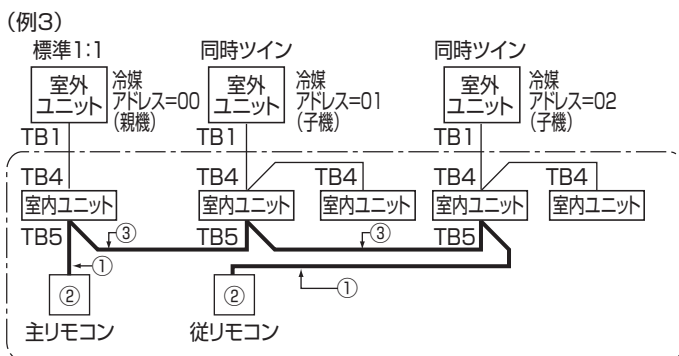 (例3)
標準1:1
同時ツイン
同時ツイン
室外
ユニット
冷媒
アドレス=00
(親機)
室外
ユニット
冷媒
アドレス=01
(子機)
室外
ユニット
冷媒
アドレス=02
(子機)
TB1
TB1
TB1
TB4
TB4
TB4
TB4
TB4
室内ユニット
室内ユニット
室内ユニット
室内ユニット
室内ユニット
TB5
③
TB5
③
TB5
①
①
②
②
主リモコン
従リモコン